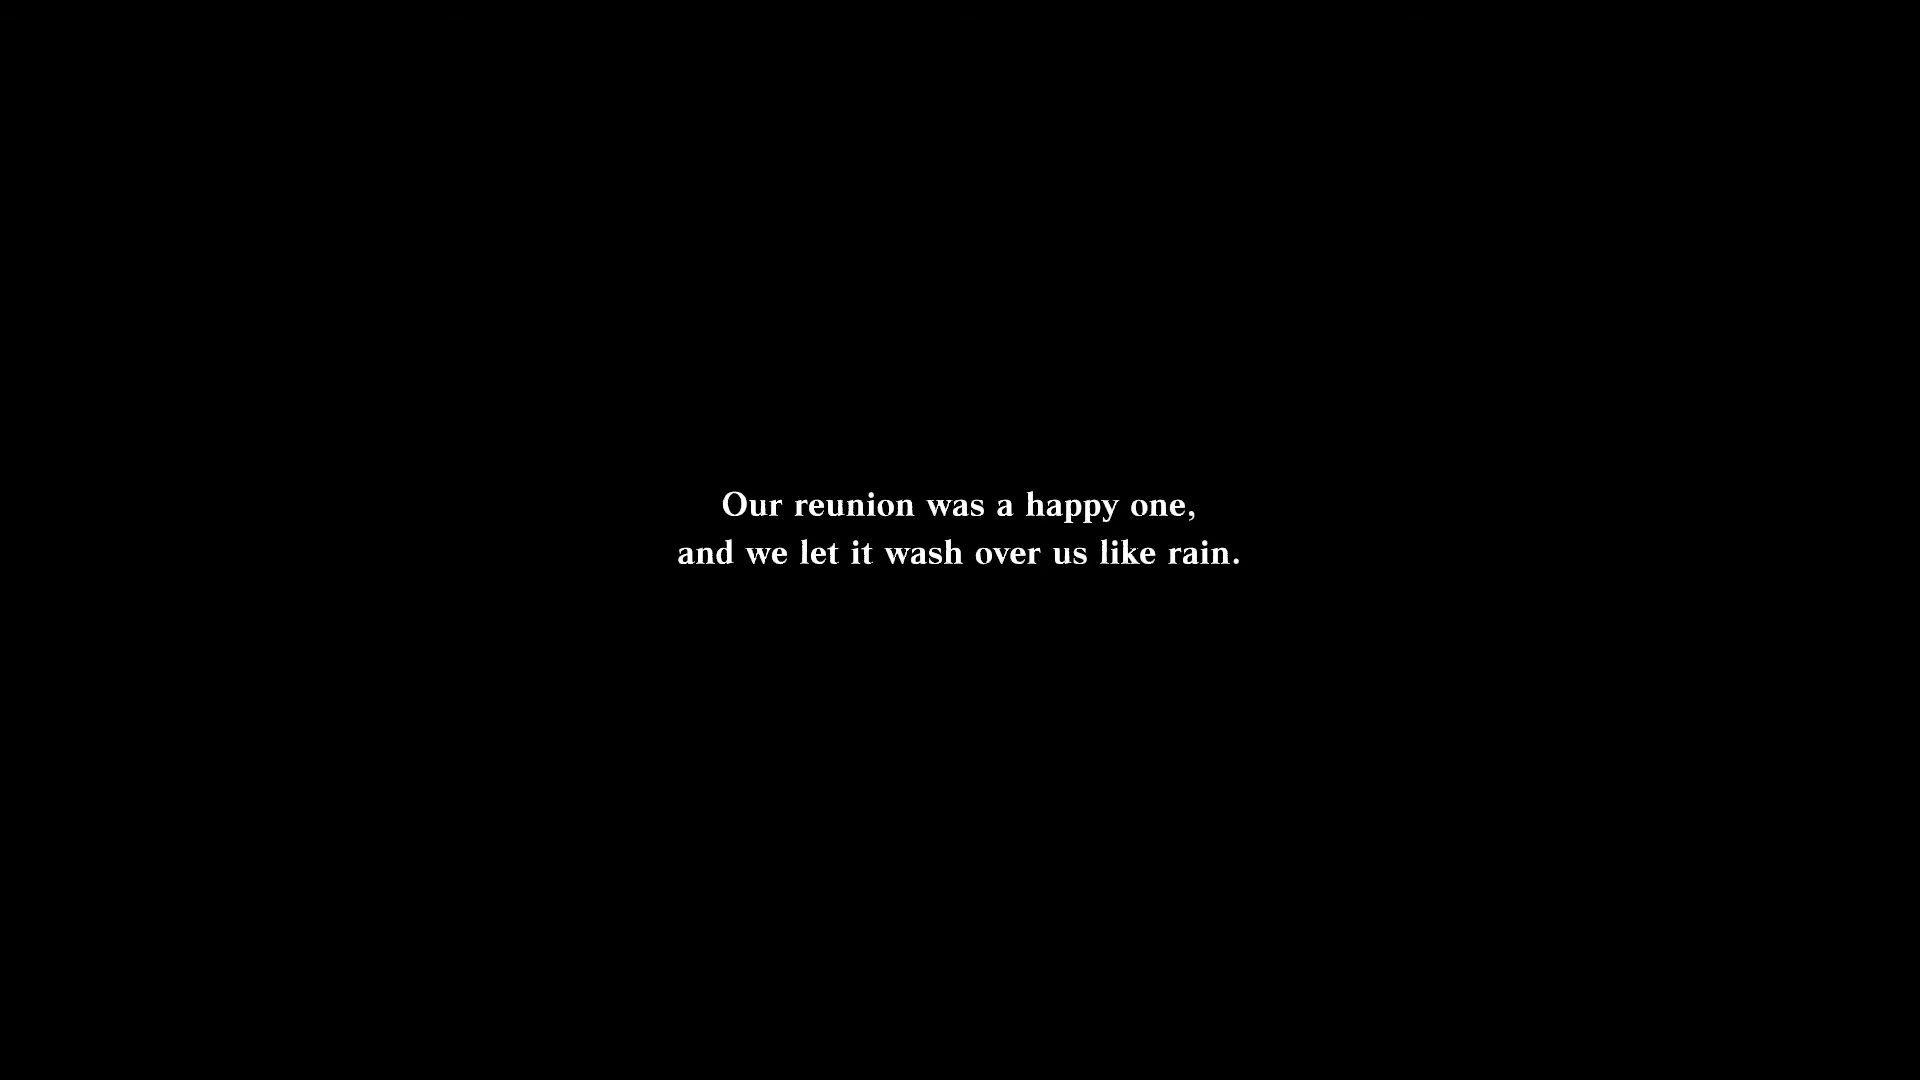 Our reunion was a happy one,
and we let it wash over us like rain.